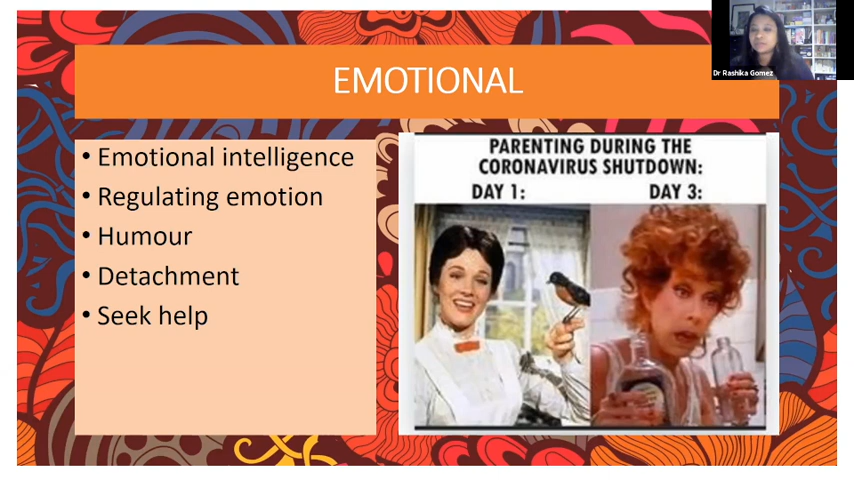 Dr Rashika Gomez
EMOTIONAL
• Emotional intelligence
• Regulating emotion
• Humour
• Detachment
• Seek help
PARENTING DURING THE
CORONAVIRUS SHUTDOWN:
DAY 1: DAY 3: